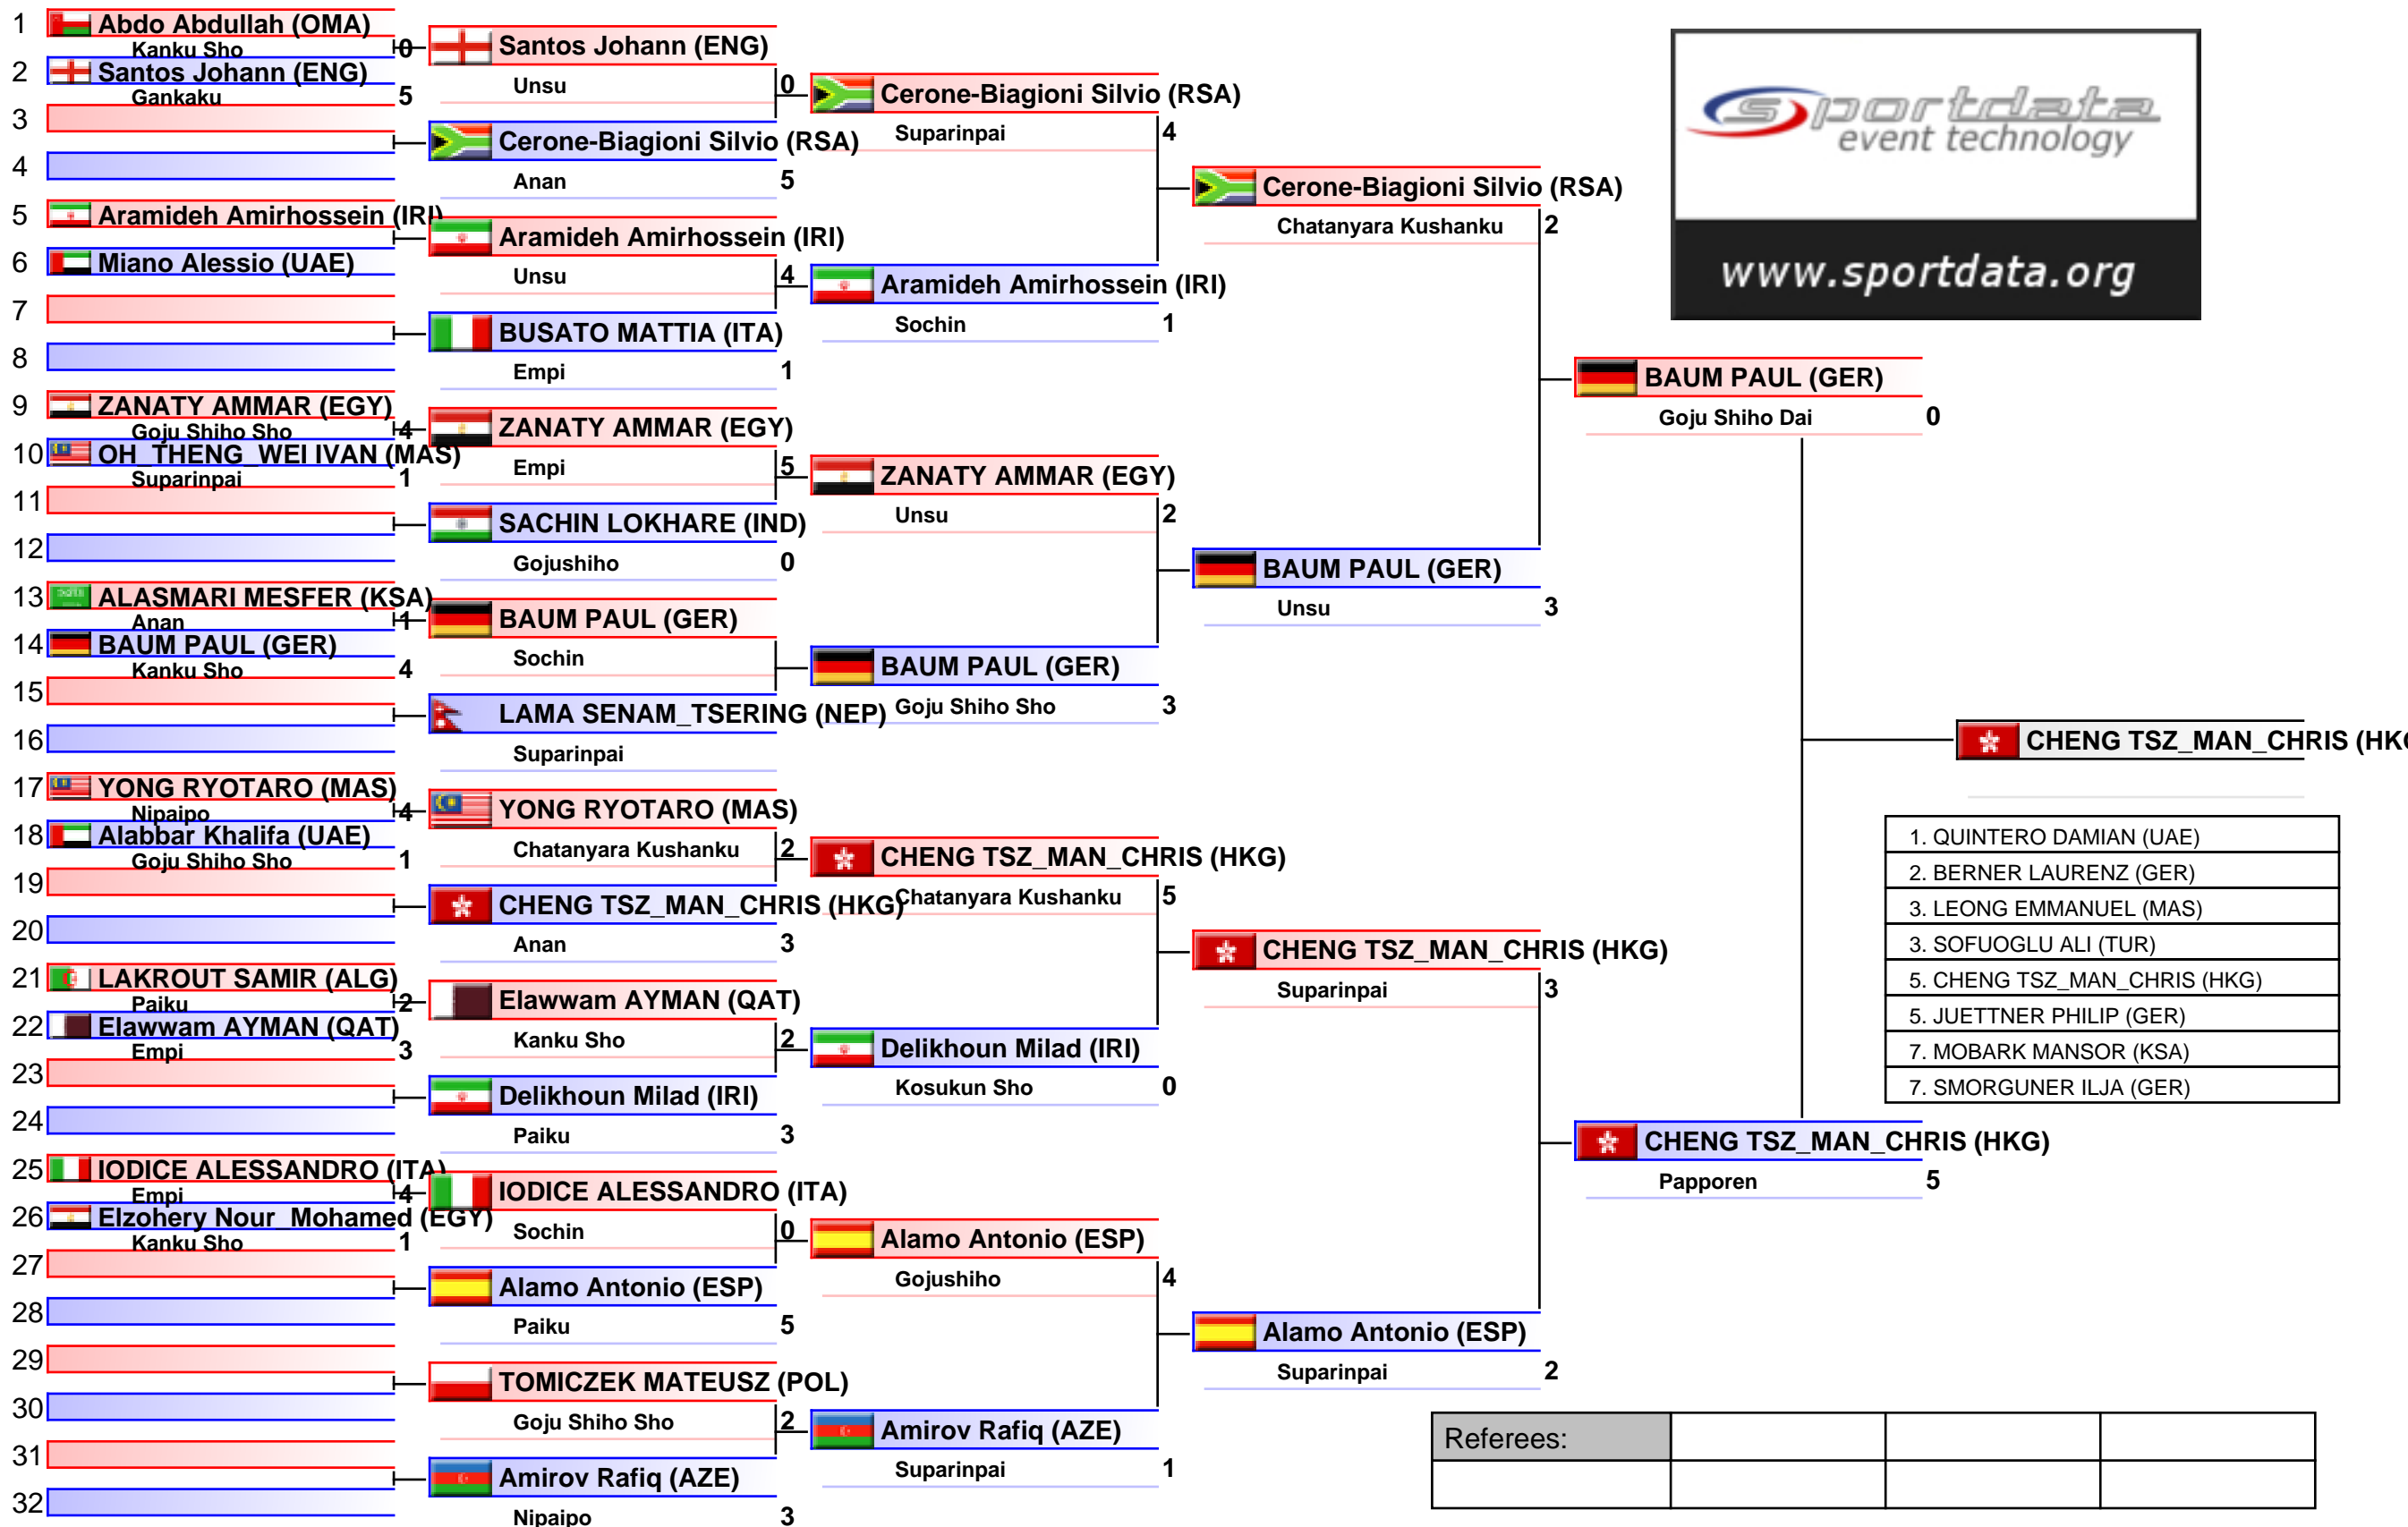 1 Abdo Abdullah (OMA)
Kanku Sho 0
2 Santos Johann (ENG)
Gankaku 5
3
4
5 Aramideh Amirhossein (IRI)
6 Miano Alessio (UAE)
7
8
9 ZANATY AMMAR (EGY)
Goju Shiho Sho 4
10 OH_THENG_WEI IVAN (MAS)
Suparinpai 1
11
12
13 ALASMARI MESFER (KSA)
Anan 1
14 BAUM PAUL (GER)
Kanku Sho 4
15
16
17 YONG RYOTARO (MAS)
Nipaipo 4
18 Alabbar Khalifa (UAE)
Goju Shiho Sho 1
19
20
21 LAKROUT SAMIR (ALG)
Paiku 2
22 Elawwam AYMAN (QAT)
Empi 3
23
24
25 IODICE ALESSANDRO (ITA)
Empi 4
26 Elzohery Nour_Mohamed (EGY)
Kanku Sho 1
27
28
29
30
31
32
Santos Johann (ENG)
Unsu 0
Cerone-Biagioni Silvio (RSA)
Anan 5
Aramideh Amirhossein (IRI)
Unsu 4
BUSATO MATTIA (ITA)
Empi 1
ZANATY AMMAR (EGY)
Empi 5
SACHIN LOKHARE (IND)
Gojushiho 0
BAUM PAUL (GER)
Sochin
LAMA SENAM_TSERING (NEP)
Suparinpai
YONG RYOTARO (MAS)
Chatanyara Kushanku 2
CHENG TSZ_MAN_CHRIS (HKG)
Anan 3
Elawwam AYMAN (QAT)
Kanku Sho 2
Delikhoun Milad (IRI)
Paiku 3
IODICE ALESSANDRO (ITA)
Sochin 0
Alamo Antonio (ESP)
Paiku 5
TOMICZEK MATEUSZ (POL)
Goju Shiho Sho 2
Amirov Rafiq (AZE)
Nipaipo 3
Cerone-Biagioni Silvio (RSA)
Suparinpai 4
Aramideh Amirhossein (IRI)
Sochin 1
ZANATY AMMAR (EGY)
Unsu 2
BAUM PAUL (GER)
Goju Shiho Sho 3
CHENG TSZ_MAN_CHRIS (HKG)
Chatanyara Kushanku 5
Delikhoun Milad (IRI)
Kosukun Sho 0
Alamo Antonio (ESP)
Gojushiho 4
Amirov Rafiq (AZE)
Suparinpai 1
Cerone-Biagioni Silvio (RSA)
Chatanyara Kushanku 2
BAUM PAUL (GER)
Unsu 3
CHENG TSZ_MAN_CHRIS (HKG)
Suparinpai 3
Alamo Antonio (ESP)
Suparinpai 2
BAUM PAUL (GER)
Goju Shiho Dai 0
CHENG TSZ_MAN_CHRIS (HKG)
Papporen 5
CHENG TSZ_MAN_CHRIS (HK
sportdata
event technology
www.sportdata.org
1. QUINTERO DAMIAN (UAE)
2. BERNER LAURENZ (GER)
3. LEONG EMMANUEL (MAS)
3. SOFUOGLU ALI (TUR)
5. CHENG TSZ_MAN_CHRIS (HKG)
5. JUETTNER PHILIP (GER)
7. MOBARK MANSOR (KSA)
7. SMORGUNER ILJA (GER)
Referees: